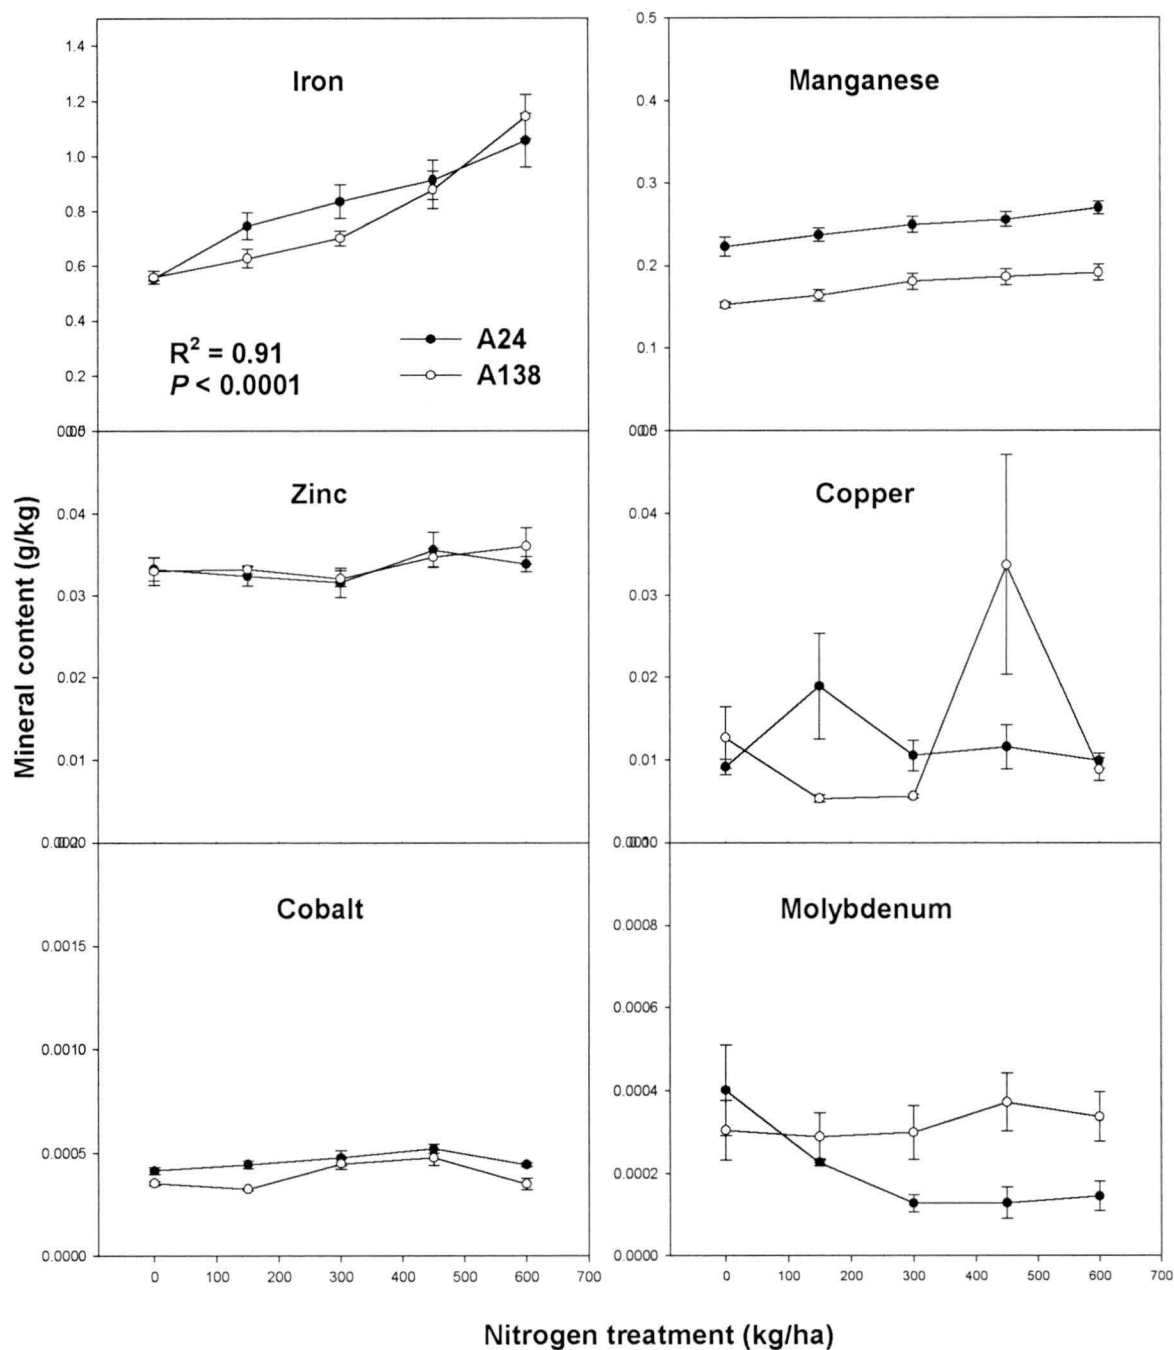 1.4
1.2
1.0
0.8
0.6
0.4
0.2
Iron
R² = 0.91
P < 0.0001
A24
A138
0.5
0.4
0.3
0.2
0.1
Manganese
Mineral content (g/kg)
0.04
0.03
0.02
0.01
Zinc
0.04
0.03
0.02
0.01
Copper
0.0015
0.0010
0.0005
0.0000
Cobalt
0 100 200 300 400 500 600 700
0.0008
0.0006
0.0004
0.0002
0.0000
Molybdenum
0 100 200 300 400 500 600 700
Nitrogen treatment (kg/ha)